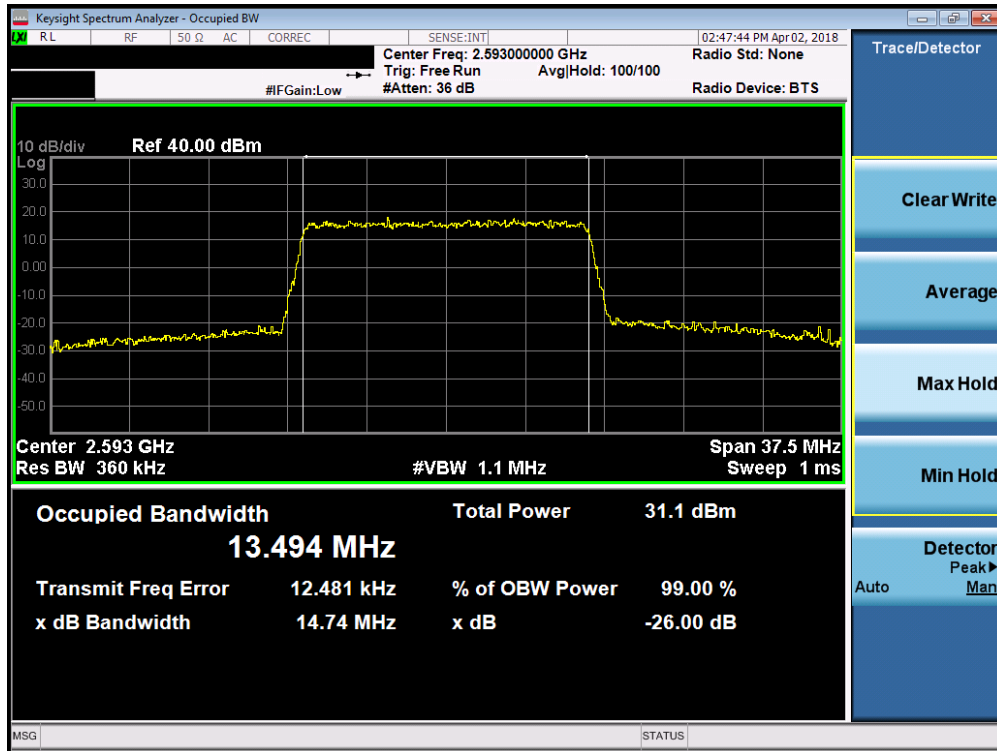 Keysight Spectrum Analyzer - Occupied BW
LXI RL RF 50 Ω AC CORREC SENSE:INT 02:47:44 PM Apr 02, 2018
Center Freq: 2.593000000 GHz Radio Std: None
Trig: Free Run Avg|Hold: 100/100
#IFGain:Low #Atten: 36 dB Radio Device: BTS
Trace/Detector
10 dB/div Ref 40.00 dBm
Log
30.0
20.0
10.0
0.00
-10.0
-20.0
-30.0
-40.0
-50.0
Center 2.593 GHz Span 37.5 MHz
Res BW 360 kHz #VBW 1.1 MHz Sweep 1 ms
Occupied Bandwidth Total Power 31.1 dBm
13.494 MHz
Transmit Freq Error 12.481 kHz % of OBW Power 99.00 %
x dB Bandwidth 14.74 MHz x dB -26.00 dB
Clear Write
Average
Max Hold
Min Hold
Detector
Peak▶
Auto Man
MSG STATUS